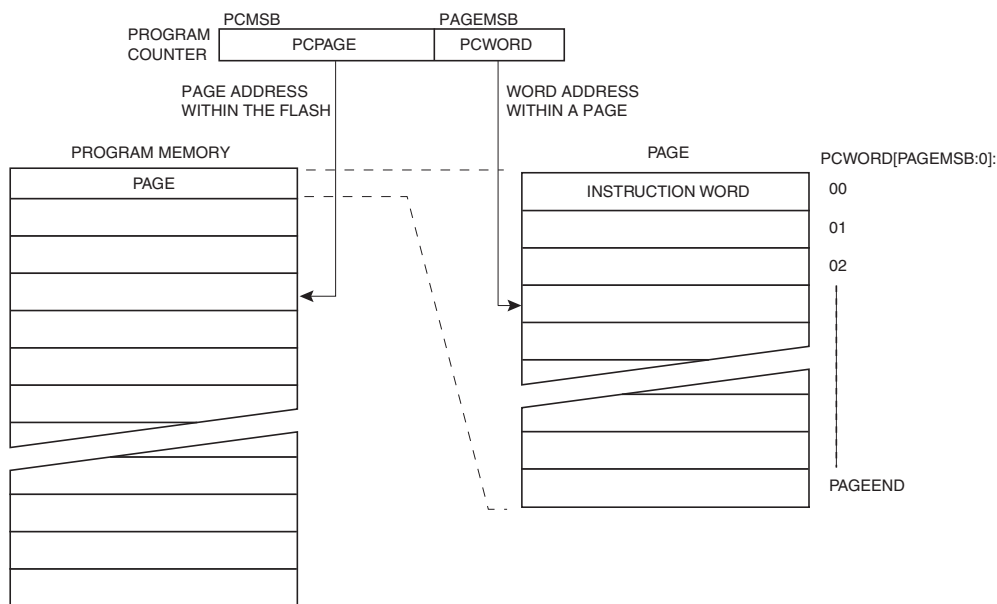 PCMSB
PAGEMSB
PROGRAM
COUNTER
PCPAGE
PCWORD
PAGE ADDRESS
WITHIN THE FLASH
WORD ADDRESS
WITHIN A PAGE
PROGRAM MEMORY
PAGE
PAGE
PCWORD[PAGEMSB:0]:
INSTRUCTION WORD
00
01
02
PAGEEND